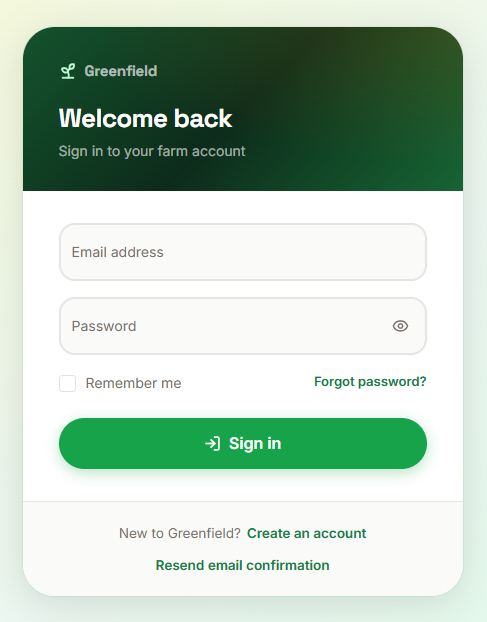 Greenfield
Welcome back
Sign in to your farm account
Email address
Password
Remember me
Forgot password?
Sign in
New to Greenfield? Create an account
Resend email confirmation